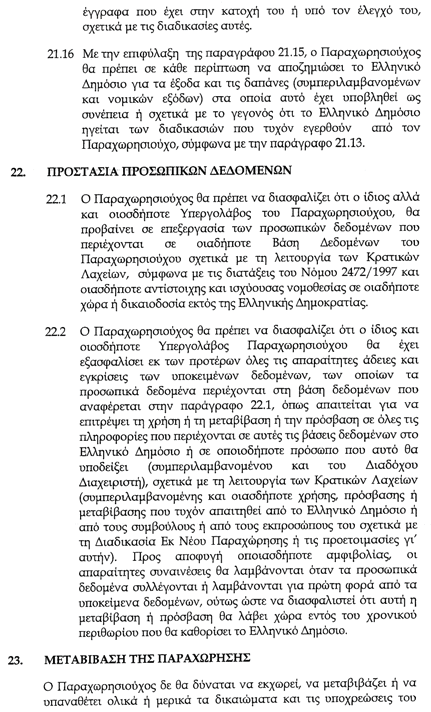 έγγραφα που έχει στην κατοχή του ή υπό τον έλεγχό του,
σχετικά με τις διαδικασίες αυτές.
21.16 Με την επιφύλαξη της παραγράφου 21.15, ο Παραχωρησιούχος
θα πρέπει σε κάθε περίπτωση να αποζημιώσει το Ελληνικό
Δημόσιο για τα έξοδα και τις δαπάνες (συμπεριλαμβανομένων
και νομικών εξόδων) στα οποία αυτό έχει υποβληθεί ως
συνέπεια ή σχετικά με το γεγονός ότι το Ελληνικό Δημόσιο
ηγείται των διαδικασιών που τυχόν εγερθούν από τον
Παραχωρησιούχο, σύμφωνα με την παράγραφο 21.13.
22. ΠΡΟΣΤΑΣΙΑ ΠΡΟΣΩΠΙΚΩΝ ΔΕΔΟΜΕΝΩΝ
22.1 Ο Παραχωρησιούχος θα πρέπει να διασφαλίζει ότι ο ίδιος αλλά
και οιοσδήποτε Υπεργολάβος του Παραχωρησιούχου, θα
προβαίνει σε επεξεργασία των προσωπικών δεδομένων που
περιέχονται σε οιαδήποτε Βάση Δεδομένων του
Παραχωρησιούχου σχετικά με τη λειτουργία των Κρατικών
Λαχείων, σύμφωνα με τις διατάξεις του Νόμου 2472/1997 και
οιασδήποτε αντίστοιχης και ισχύουσας νομοθεσίας σε οιαδήποτε
χώρα ή δικαιοδοσία εκτός της Ελληνικής Δημοκρατίας.
22.2 Ο Παραχωρησιούχος θα πρέπει να διασφαλίζει ότι ο ίδιος και
οιοσδήποτε Υπεργολάβος Παραχωρησιούχου θα έχει
εξασφαλίσει εκ των προτέρων όλες τις απαραίτητες άδειες και
εγκρίσεις των υποκειμένων δεδομένων, των οποίων τα
προσωπικά δεδομένα περιέχονται στη βάση δεδομένων που
αναφέρεται στην παράγραφο 22.1, όπως απαιτείται για να
επιτρέψει τη χρήση ή τη μεταβίβαση ή την πρόσβαση σε όλες τις
πληροφορίες που περιέχονται σε αυτές τις βάσεις δεδομένων στο
Ελληνικό Δημόσιο ή σε οποιοδήποτε πρόσωπο που αυτό θα
υποδείξει (συμπεριλαμβανομένου και του Διαδόχου
Διαχειριστή), σχετικά με τη λειτουργία των Κρατικών Λαχείων
(συμπεριλαμβανομένης και οιασδήποτε χρήσης, πρόσβασης ή
μεταβίβασης που τυχόν απαιτηθεί από το Ελληνικό Δημόσιο ή
από τους συμβούλους ή από τους εκπροσώπους του σχετικά με
τη Διαδικασία Εκ Νέου Παραχώρησης ή τις προετοιμασίες γι'
αυτήν). Προς αποφυγή οποιασδήποτε αμφιβολίας, οι
απαραίτητες συναινέσεις θα λαμβάνονται όταν τα προσωπικά
δεδομένα συλλέγονται ή λαμβάνονται για πρώτη φορά από τα
υποκείμενα δεδομένων, ούτως ώστε να διασφαλιστεί ότι αυτή η
μεταβίβαση ή πρόσβαση θα λάβει χώρα εντός του χρονικού
περιθωρίου που θα καθορίσει το Ελληνικό Δημόσιο.
23. ΜΕΤΑΒΙΒΑΣΗ ΤΗΣ ΠΑΡΑΧΩΡΗΣΗΣ
Ο Παραχωρησιούχος δε θα δύναται να εκχωρεί, να μεταβιβάζει ή να
υπαναθέτει ολικά ή μερικά τα δικαιώματα και τις υποχρεώσεις του